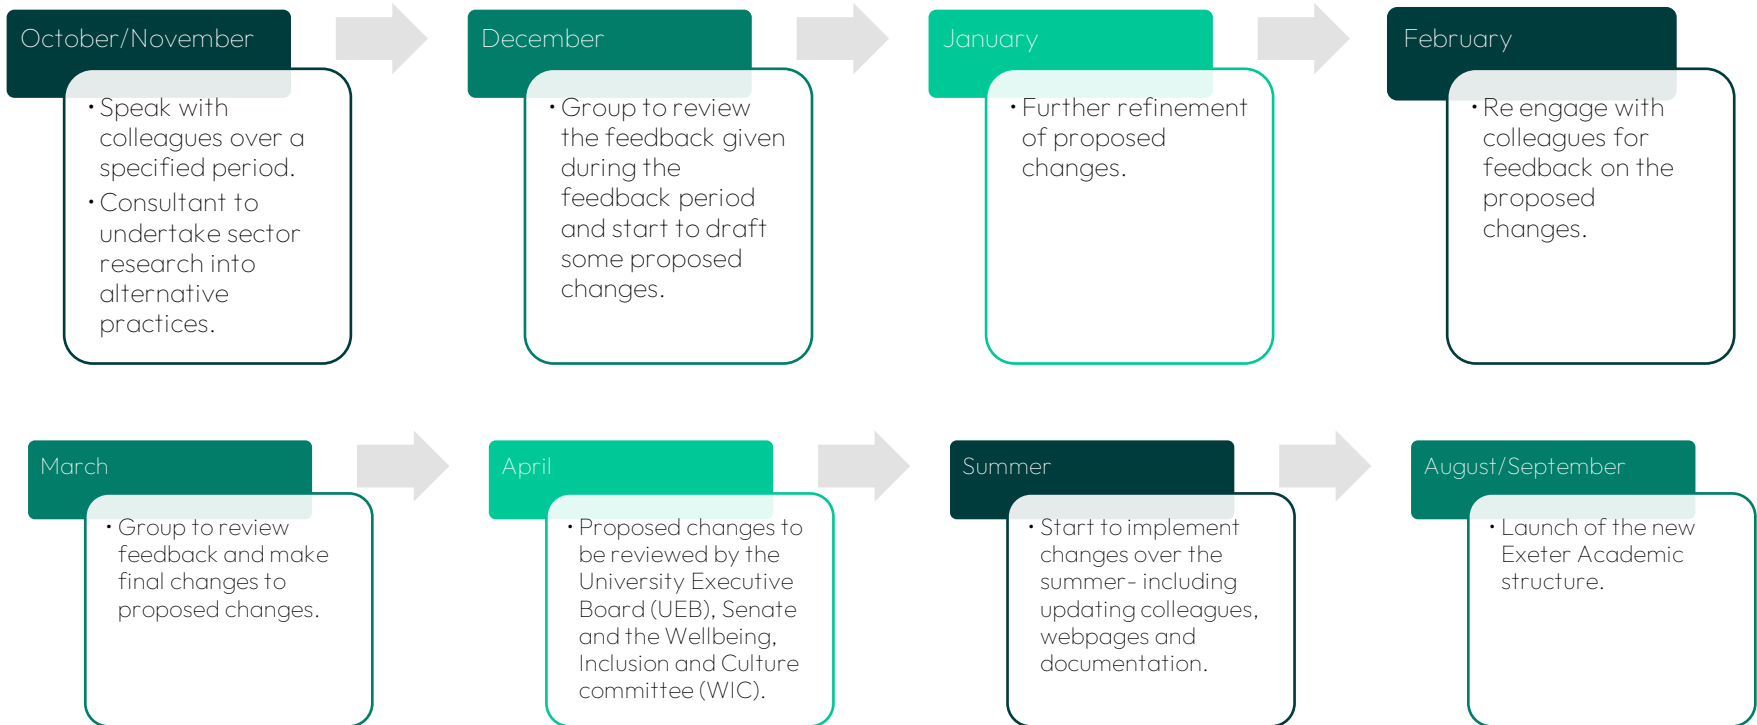 October/November
· Speak with
colleagues over a
specified period.
· Consultant to
undertake sector
research into
alternative
practices.
December
· Group to review
the feedback given
during the
feedback period
and start to draft
some proposed
changes.
January
· Further refinement
of proposed
changes.
February
· Re engage with
colleagues for
feedback on the
proposed
changes.
March
· Group to review
feedback and make
final changes to
proposed changes.
April
· Proposed changes to
be reviewed by the
University Executive
Board (UEB), Senate
and the Wellbeing,
Inclusion and Culture
committee (WIC).
Summer
· Start to implement
changes over the
summer- including
updating colleagues,
webpages and
documentation.
August/September
· Launch of the new
Exeter Academic
structure.